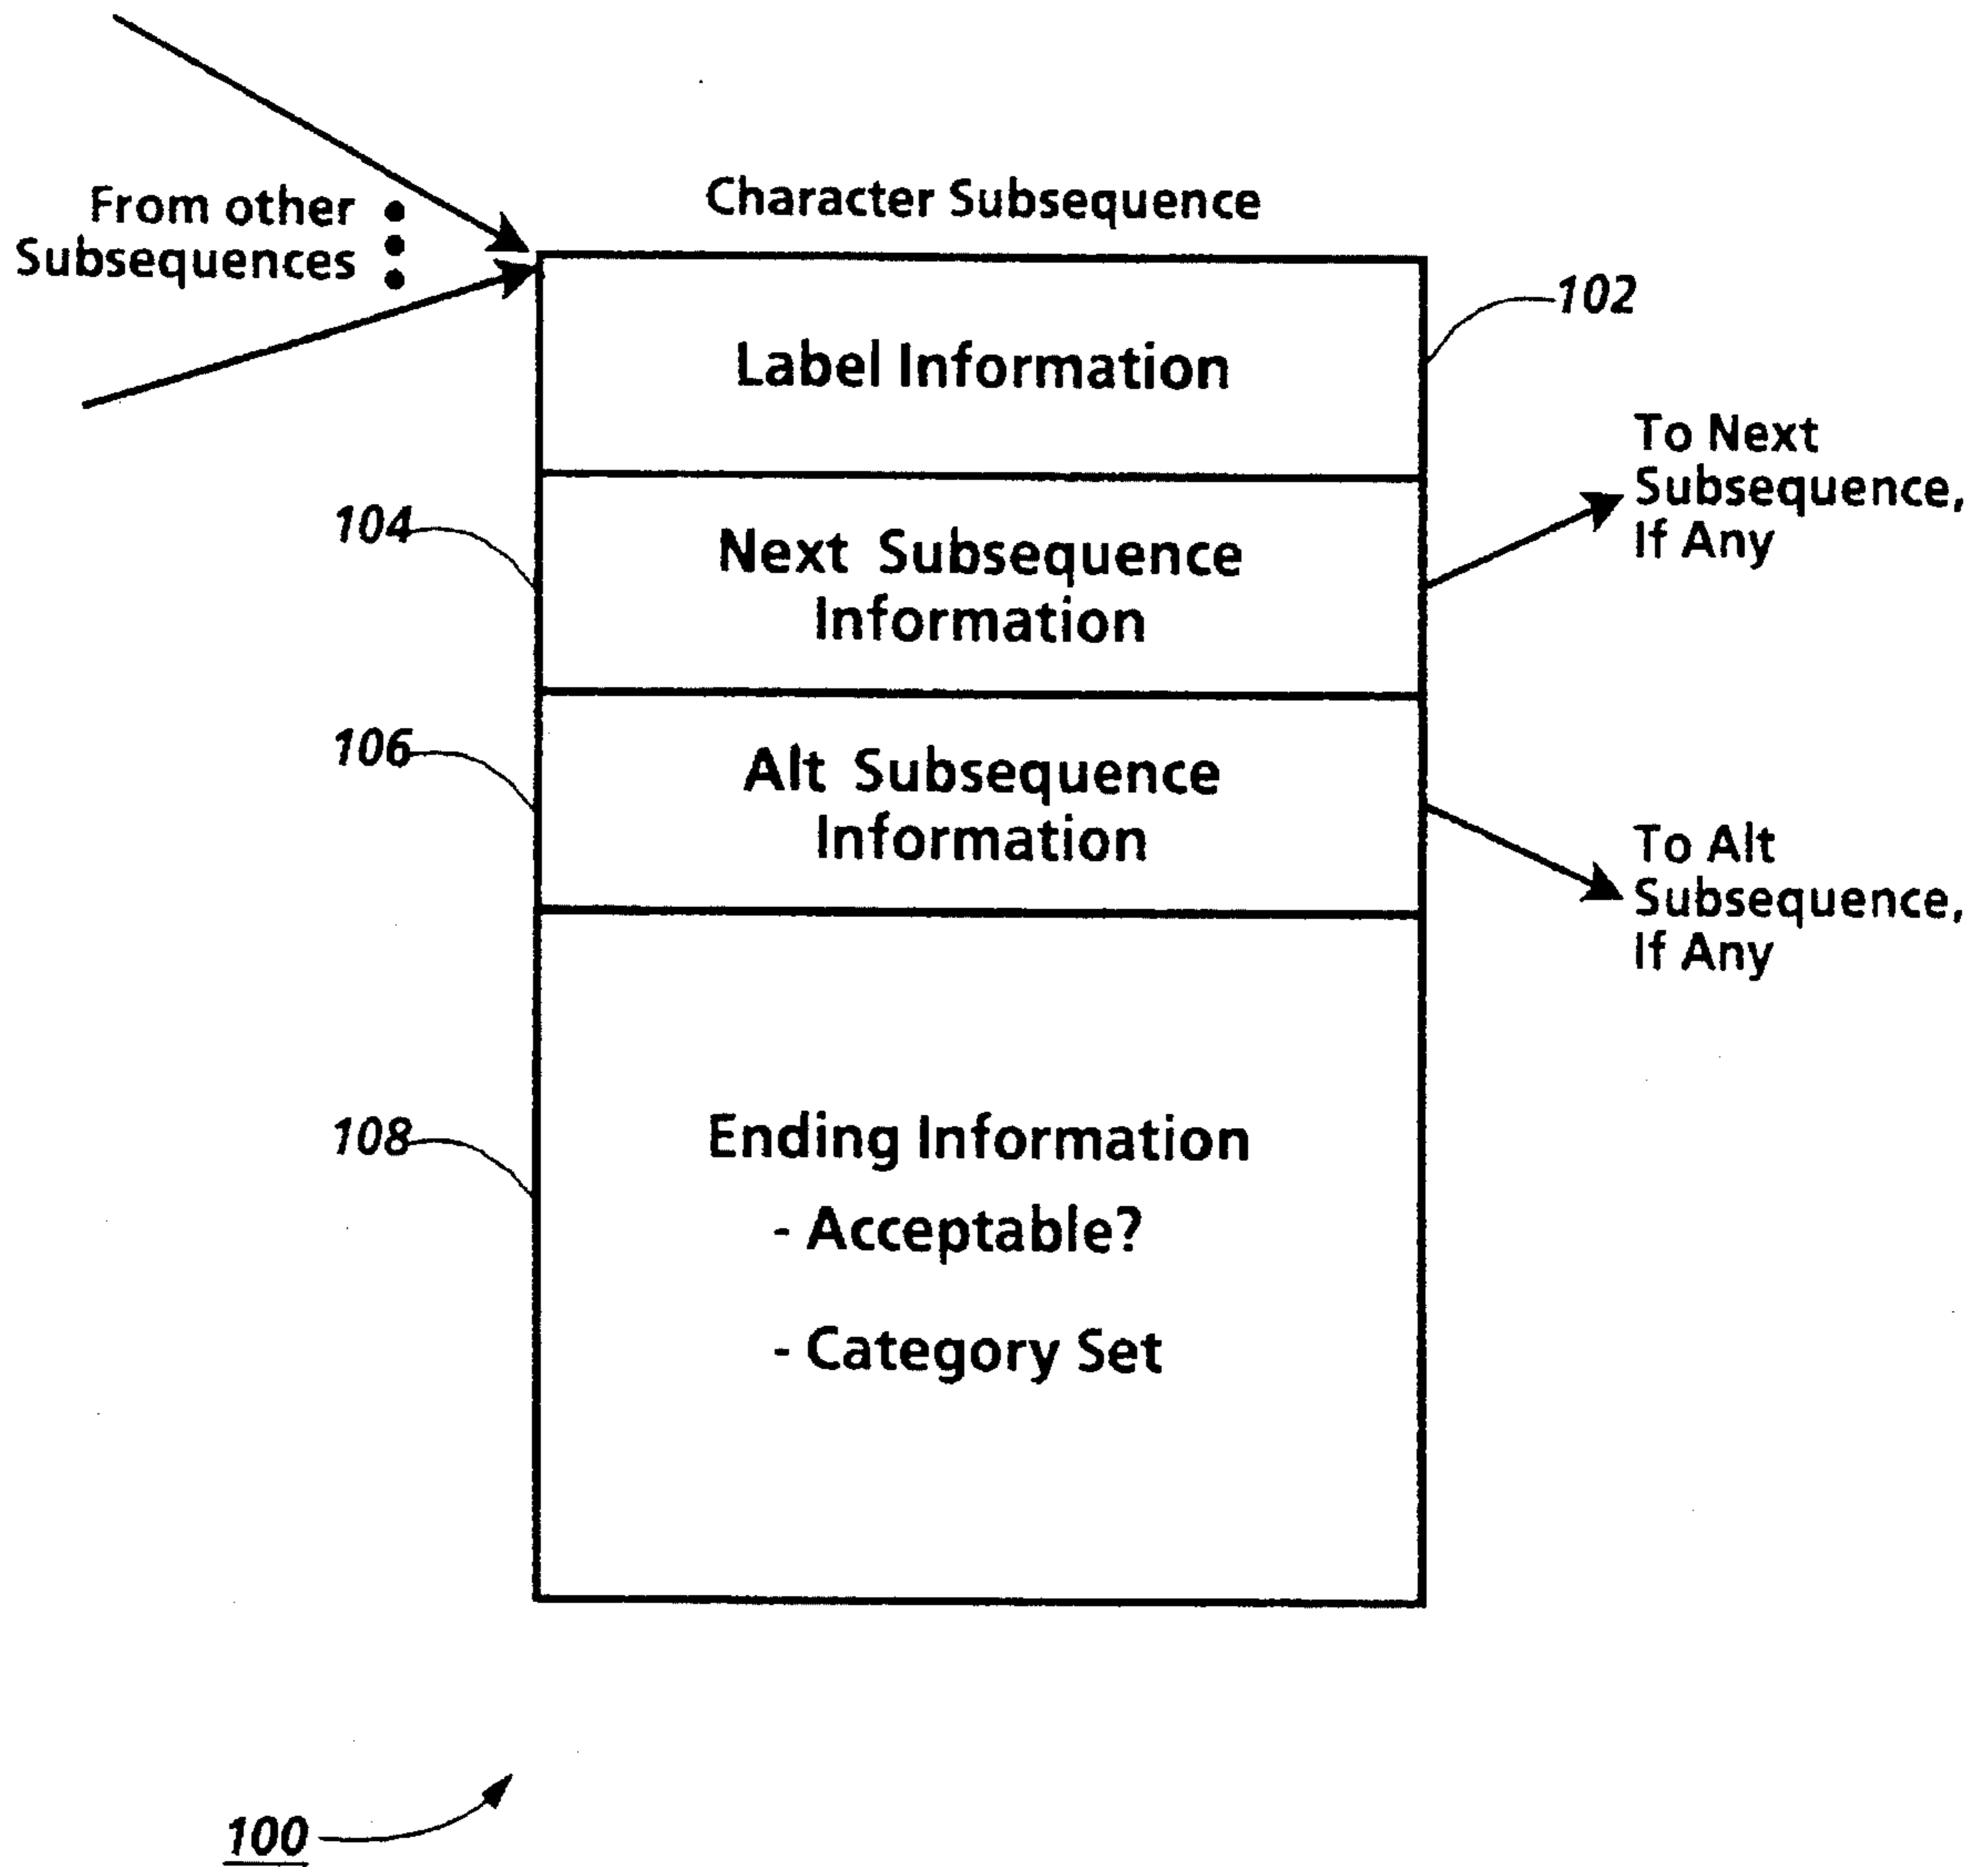 Character Subsequence
From other
Subsequences
102
Label Information
To Next
Subsequence,
If Any
104
Next Subsequence
Information
106
Alt Subsequence
Information
To Alt
Subsequence,
If Any
108
Ending Information
- Acceptable?
- Category Set
100